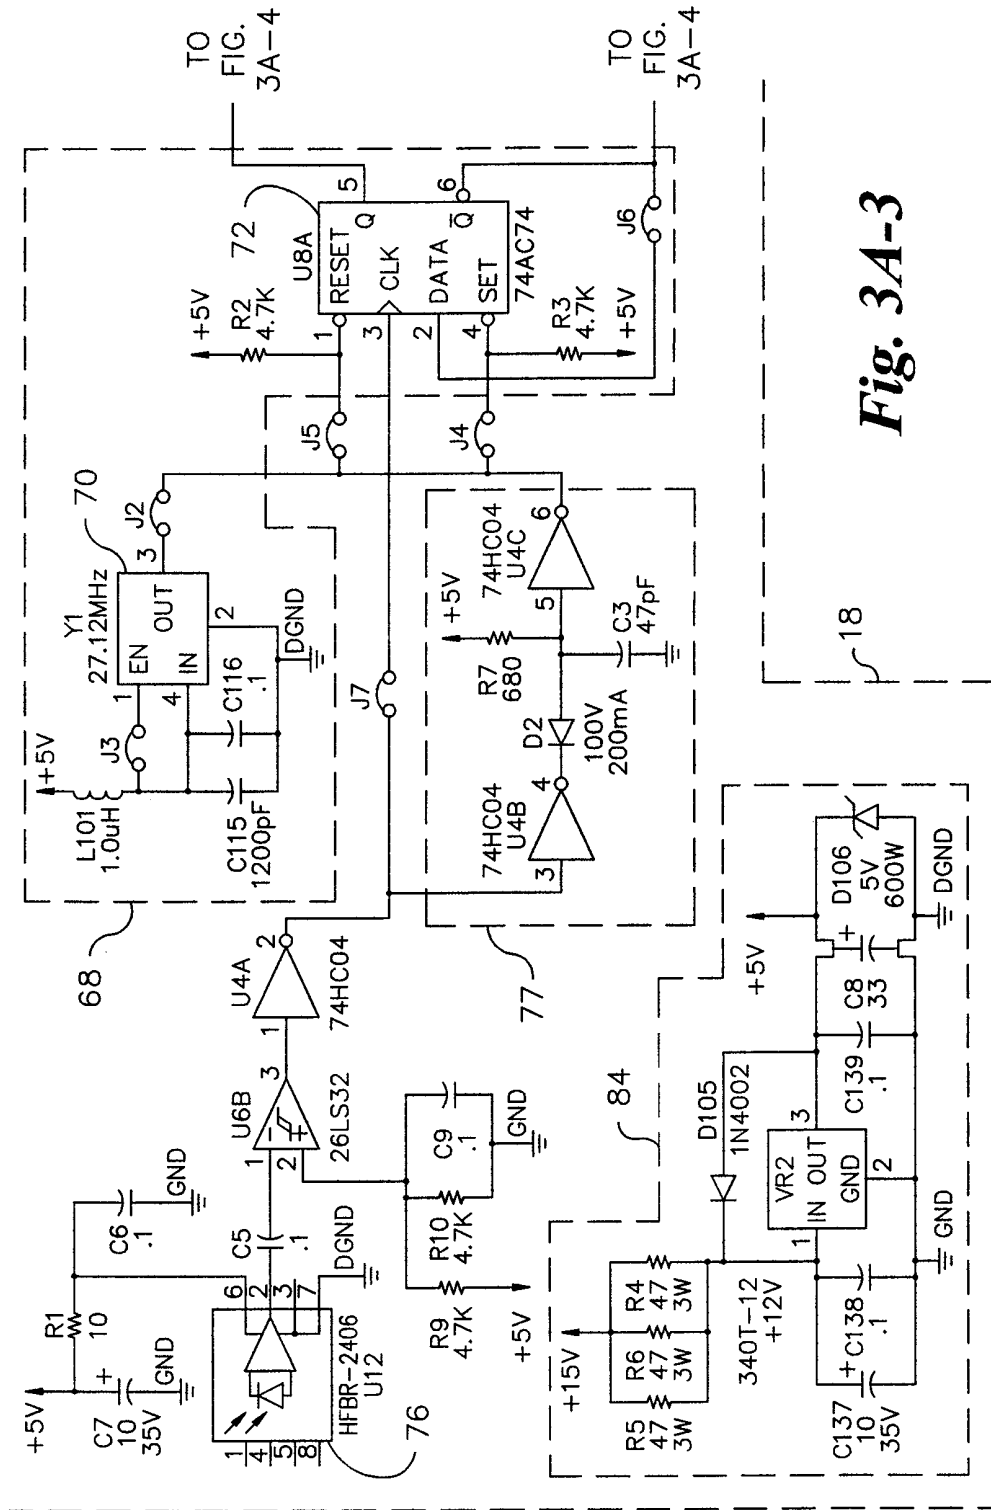 TO
FIG.
3A-4
TO
FIG.
3A-4
72
U8A
RESET
Q
5
1
CLK
3
DATA
2
Q
6
SET
4
74AC74
+5V
R2
4.7K
R3
4.7K
+5V
J6
J5
J4
J2
70
Y1
27.12MHz
EN
OUT
IN
1
3
4
2
J3
+5V
L101
1.0uH
C116
.1
C115
1200pF
DGND
68
J7
+5V
R7
680
74HC04
U4C
5
6
C3
47pF
D2
100V
200mA
74HC04
U4B
3
4
77
U4A
1
2
74HC04
U6B
1
2
3
26LS32
C9
.1
GND
R10
4.7K
R9
4.7K
+5V
C5
.1
C6
.1
GND
R1
10
+5V
C7
+
10
35V
GND
6
2
3
7
DGND
1
4
5
8
HFBR-2406
U12
76
84
+15V
R4
47
3W
R6
47
3W
R5
47
3W
D105
1N4002
340T-12
+12V
VR2
IN OUT
GND
1
3
2
C137
+
10
35V
C138
.1
GND
C139
.1
C8
+
33
+5V
D106
5V
600W
DGND
18
Fig. 3A-3